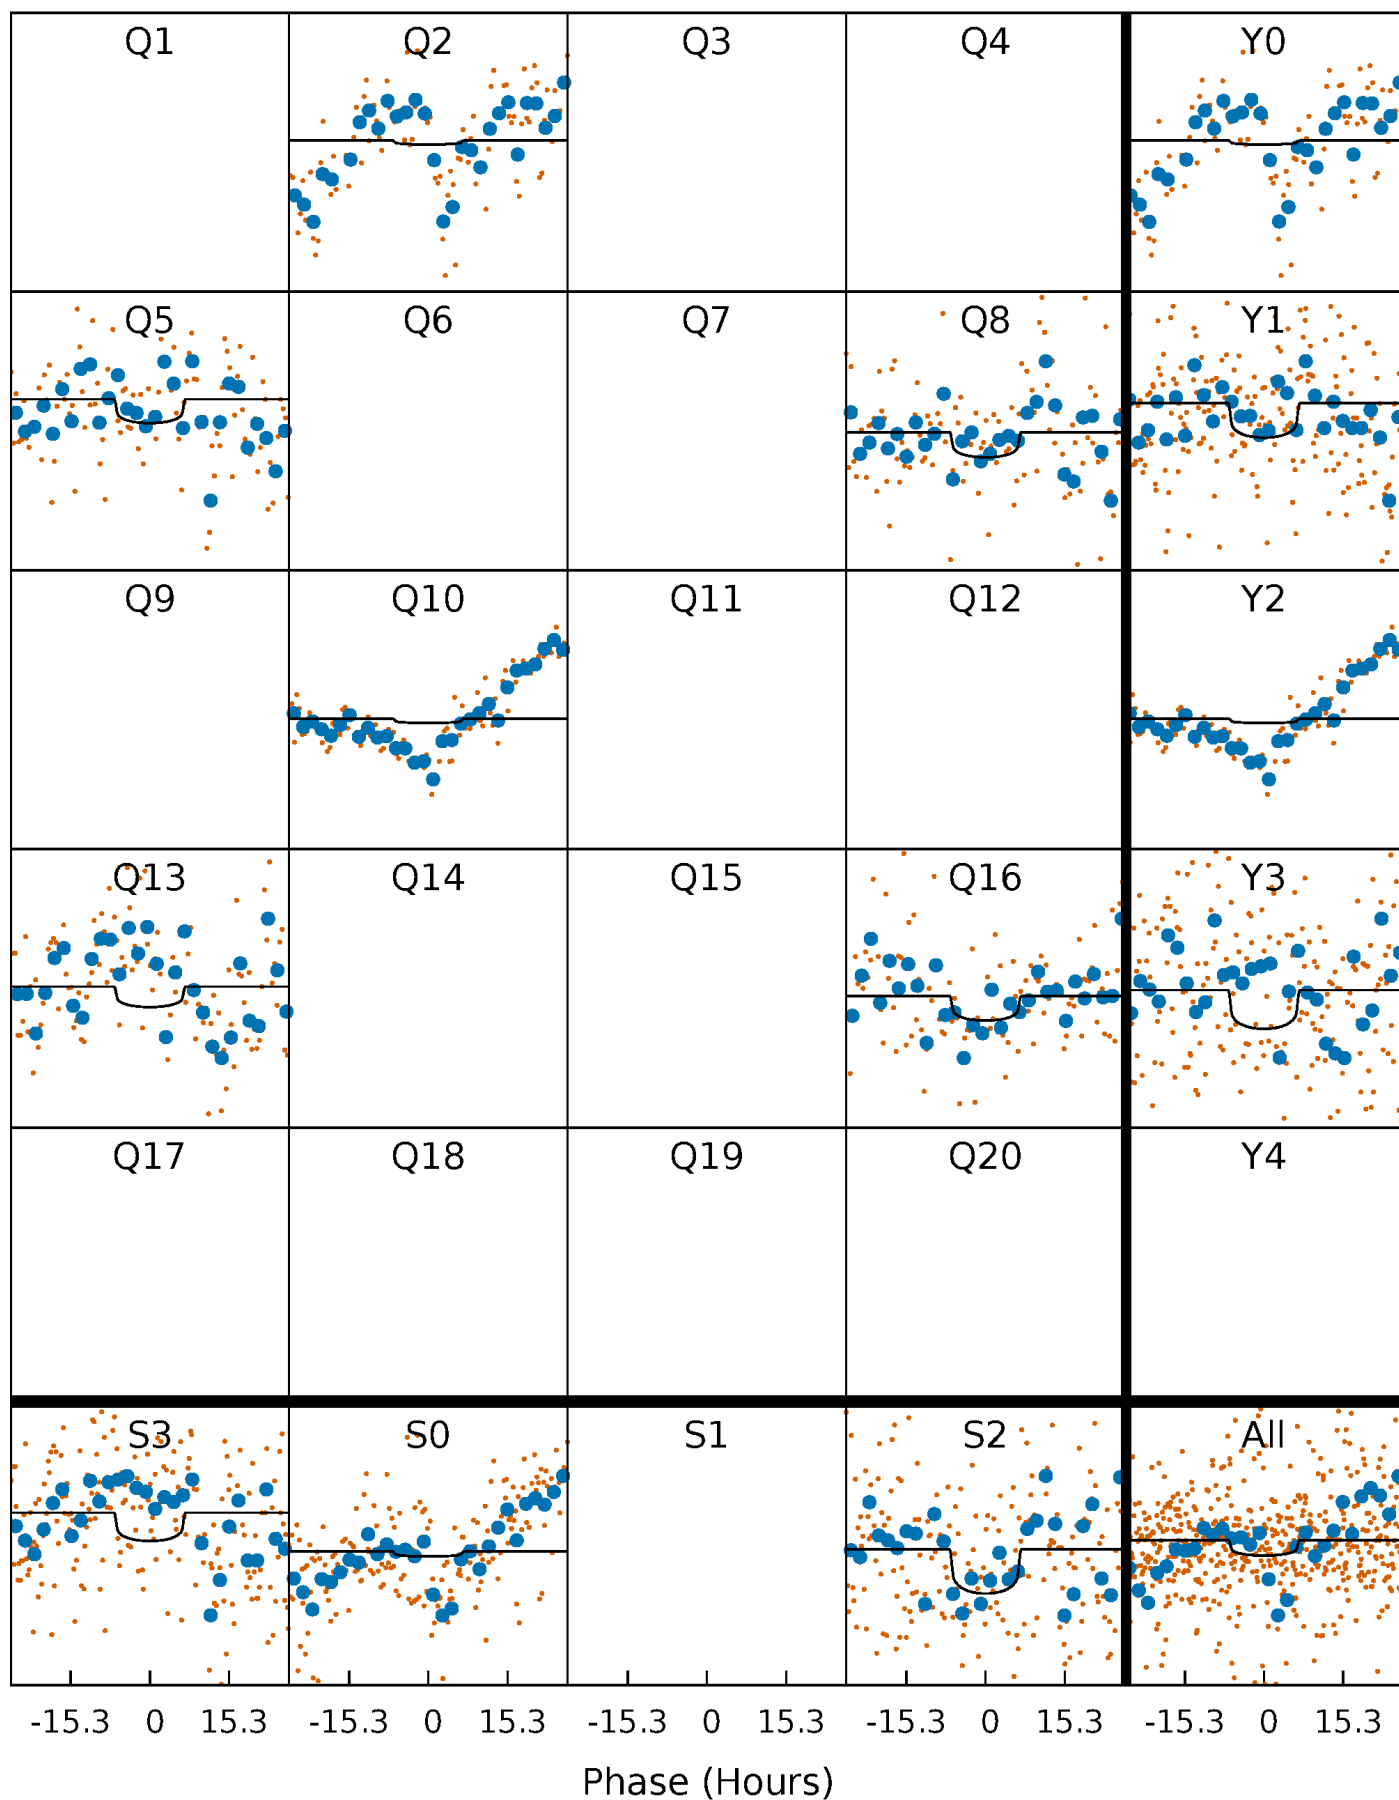 Q1 Q2 Q3 Q4 Y0
Q5 Q6 Q7 Q8 Y1
Q9 Q10 Q11 Q12 Y2
Q13 Q14 Q15 Q16 Y3
Q17 Q18 Q19 Q20 Y4
S3 S0 S1 S2 All
-15.3 0 15.3 -15.3 0 15.3 -15.3 0 15.3 -15.3 0 15.3 -15.3 0 15.3
Phase (Hours)